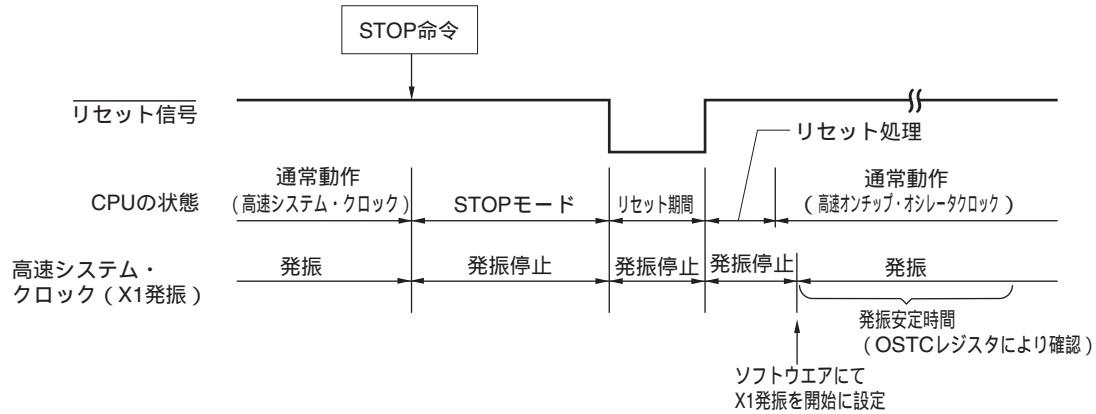 STOP命令
リセット信号
リセット処理
CPUの状態
通常動作
(高速システム・クロック)
STOPモード
リセット期間
通常動作
(高速オンチップ・オシレータクロック)
高速システム・
クロック(X1発振)
発振
発振停止
発振停止
発振停止
発振
発振安定時間
(OSTCレジスタにより確認)
ソフトウエアにて
X1発振を開始に設定